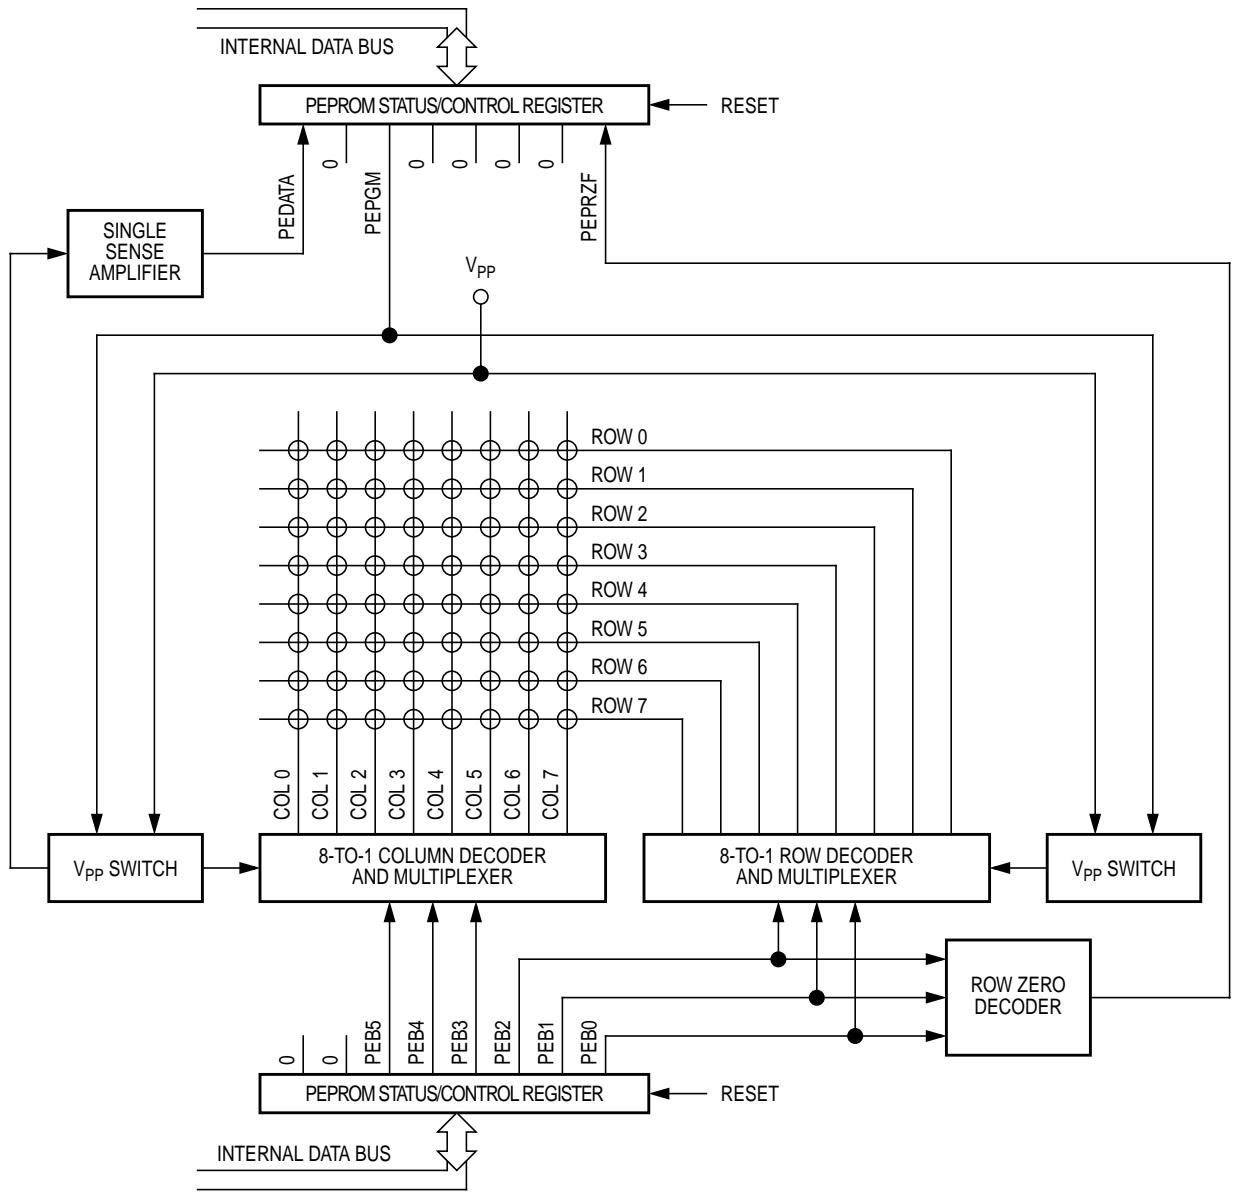 INTERNAL DATA BUS
PEPROM STATUS/CONTROL REGISTER
RESET
PEDATA
0
PEPGM
0
0
0
0
PEPRZF
SINGLE
SENSE
AMPLIFIER
VPP
ROW 0
ROW 1
ROW 2
ROW 3
ROW 4
ROW 5
ROW 6
ROW 7
COL 0
COL 1
COL 2
COL 3
COL 4
COL 5
COL 6
COL 7
VPP SWITCH
8-TO-1 COLUMN DECODER
AND MULTIPLEXER
8-TO-1 ROW DECODER
AND MULTIPLEXER
VPP SWITCH
ROW ZERO
DECODER
0
0
PEB5
PEB4
PEB3
PEB2
PEB1
PEB0
PEPROM STATUS/CONTROL REGISTER
RESET
INTERNAL DATA BUS